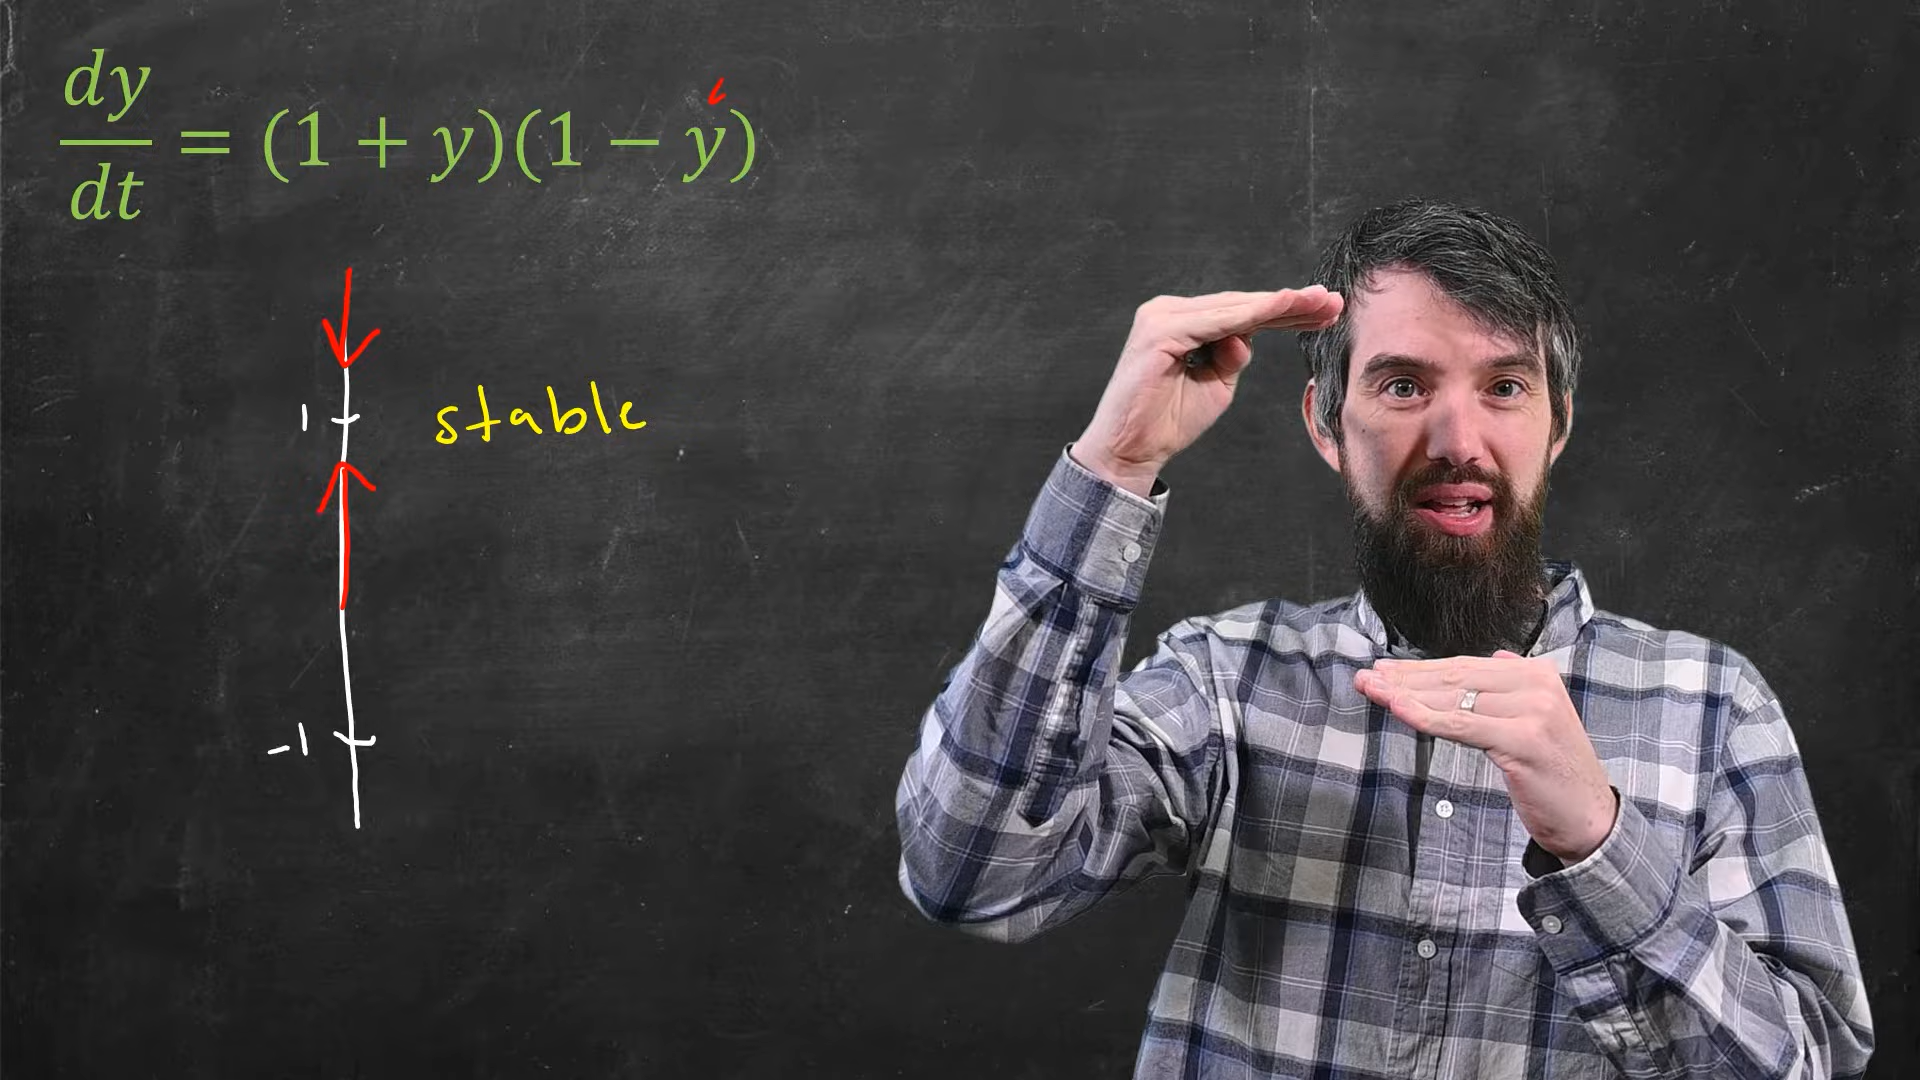 dy/dt = (1 + y)(1 − y)
1 stable
-1